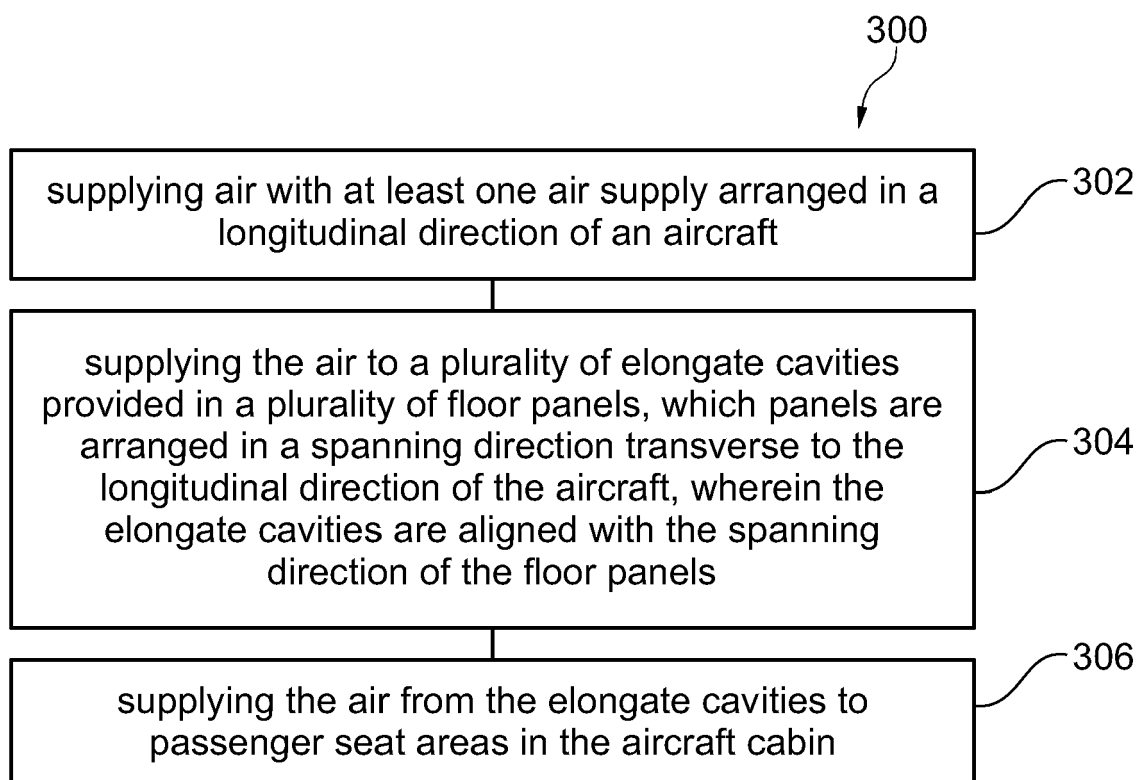 300
supplying air with at least one air supply arranged in a
longitudinal direction of an aircraft
302
supplying the air to a plurality of elongate cavities
provided in a plurality of floor panels, which panels are
arranged in a spanning direction transverse to the
longitudinal direction of the aircraft, wherein the
elongate cavities are aligned with the spanning
direction of the floor panels
304
supplying the air from the elongate cavities to
passenger seat areas in the aircraft cabin
306